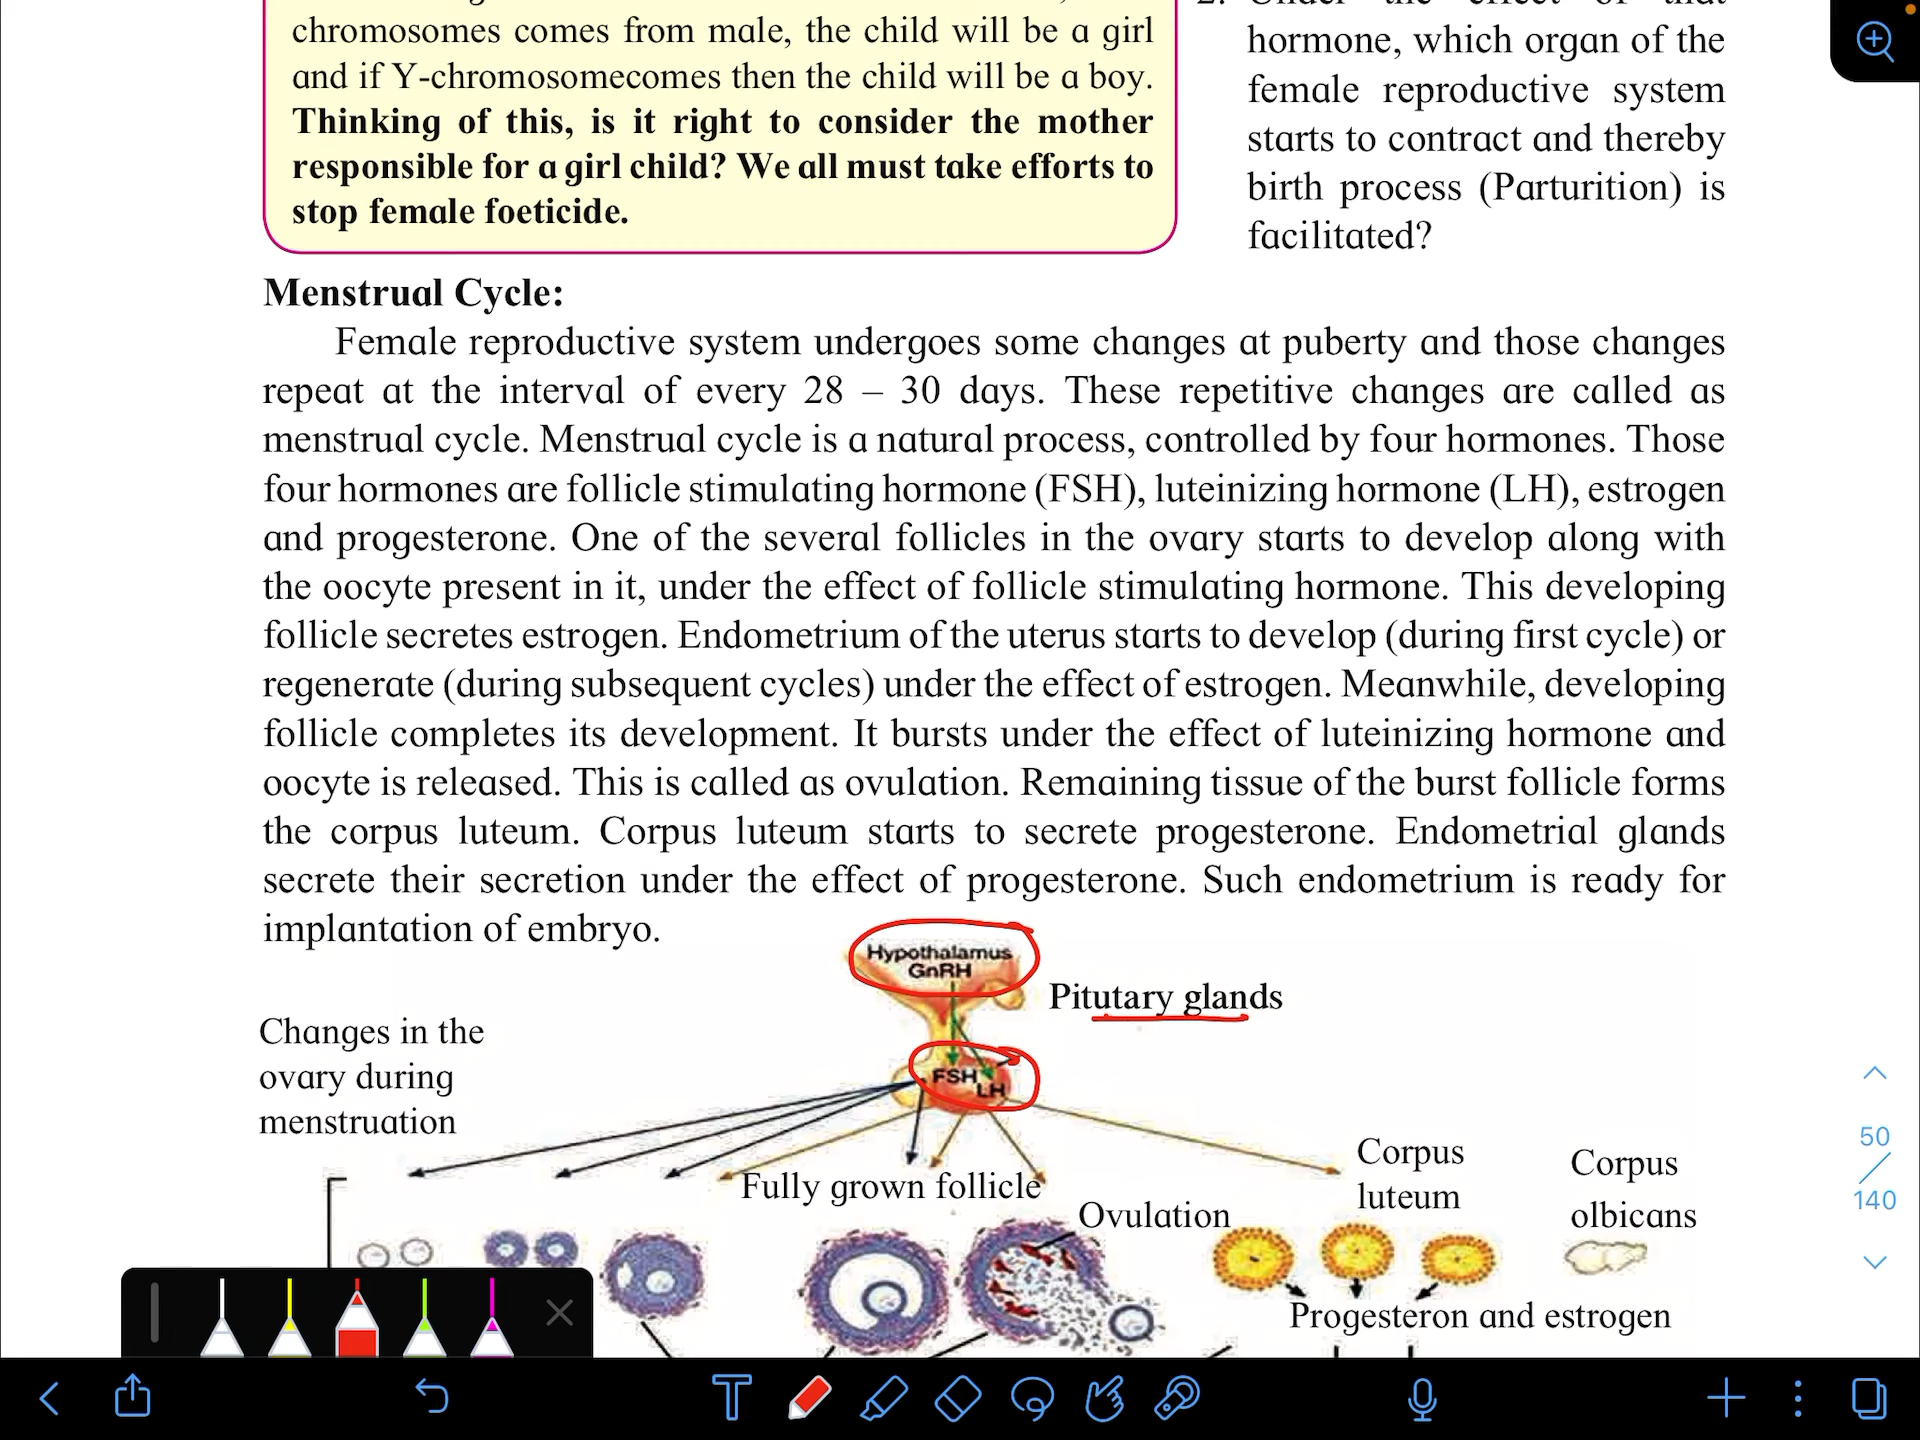 chromosomes comes from male, the child will be a girl
and if Y-chromosomecomes then the child will be a boy.
Thinking of this, is it right to consider the mother
responsible for a girl child? We all must take efforts to
stop female foeticide.
2. Under the effect of that
hormone, which organ of the
female reproductive system
starts to contract and thereby
birth process (Parturition) is
facilitated?
Menstrual Cycle:
Female reproductive system undergoes some changes at puberty and those changes
repeat at the interval of every 28 – 30 days. These repetitive changes are called as
menstrual cycle. Menstrual cycle is a natural process, controlled by four hormones. Those
four hormones are follicle stimulating hormone (FSH), luteinizing hormone (LH), estrogen
and progesterone. One of the several follicles in the ovary starts to develop along with
the oocyte present in it, under the effect of follicle stimulating hormone. This developing
follicle secretes estrogen. Endometrium of the uterus starts to develop (during first cycle) or
regenerate (during subsequent cycles) under the effect of estrogen. Meanwhile, developing
follicle completes its development. It bursts under the effect of luteinizing hormone and
oocyte is released. This is called as ovulation. Remaining tissue of the burst follicle forms
the corpus luteum. Corpus luteum starts to secrete progesterone. Endometrial glands
secrete their secretion under the effect of progesterone. Such endometrium is ready for
implantation of embryo.
Hypothalamus
GnRH
Pitutary glands
Changes in the
ovary during
menstruation
FSH
LH
Fully grown follicle
Ovulation
Corpus
luteum
Corpus
olbicans
Progesteron and estrogen
50
140